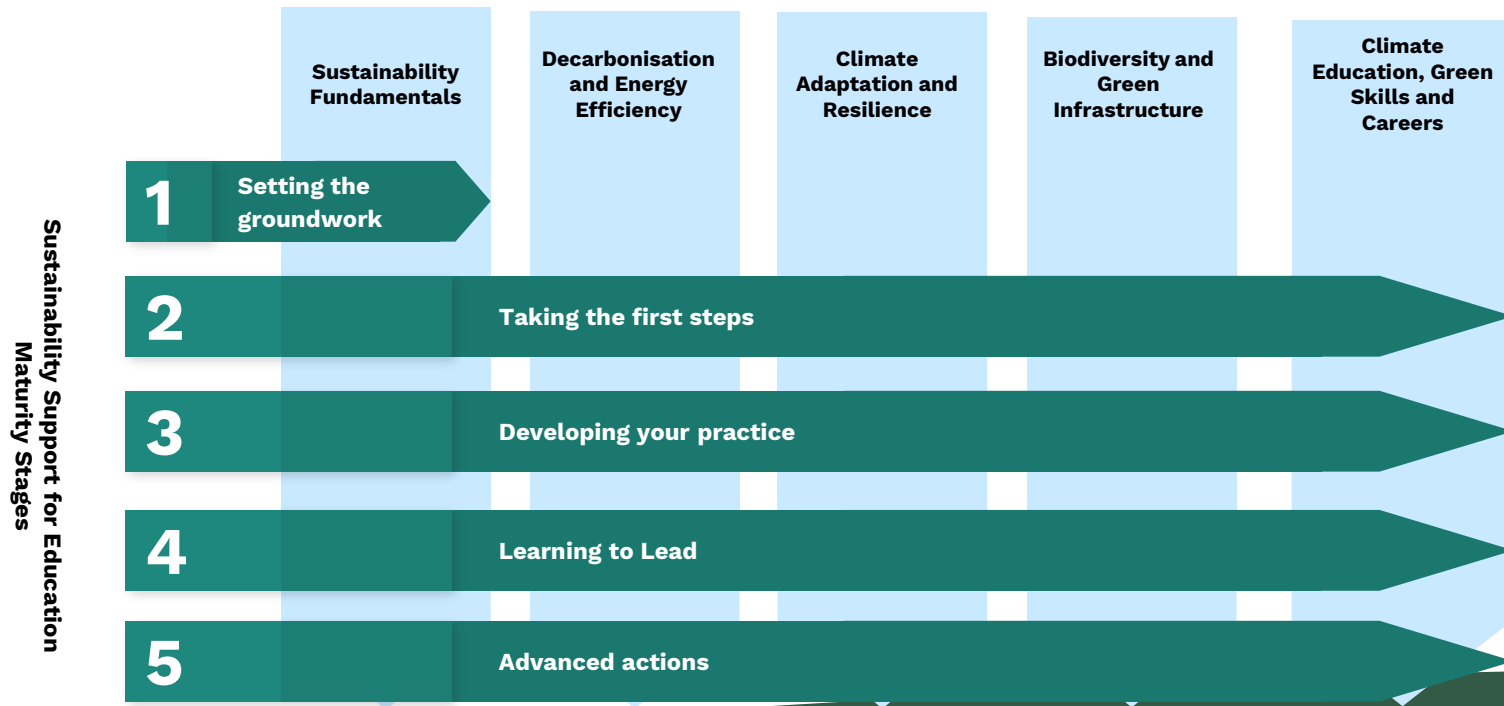 Sustainability
Fundamentals
Decarbonisation
and Energy
Efficiency
Climate
Adaptation and
Resilience
Biodiversity and
Green
Infrastructure
Climate
Education, Green
Skills and
Careers
Sustainability Support for Education
Maturity Stages
1
Setting the
groundwork
2
Taking the first steps
3
Developing your practice
4
Learning to Lead
5
Advanced actions